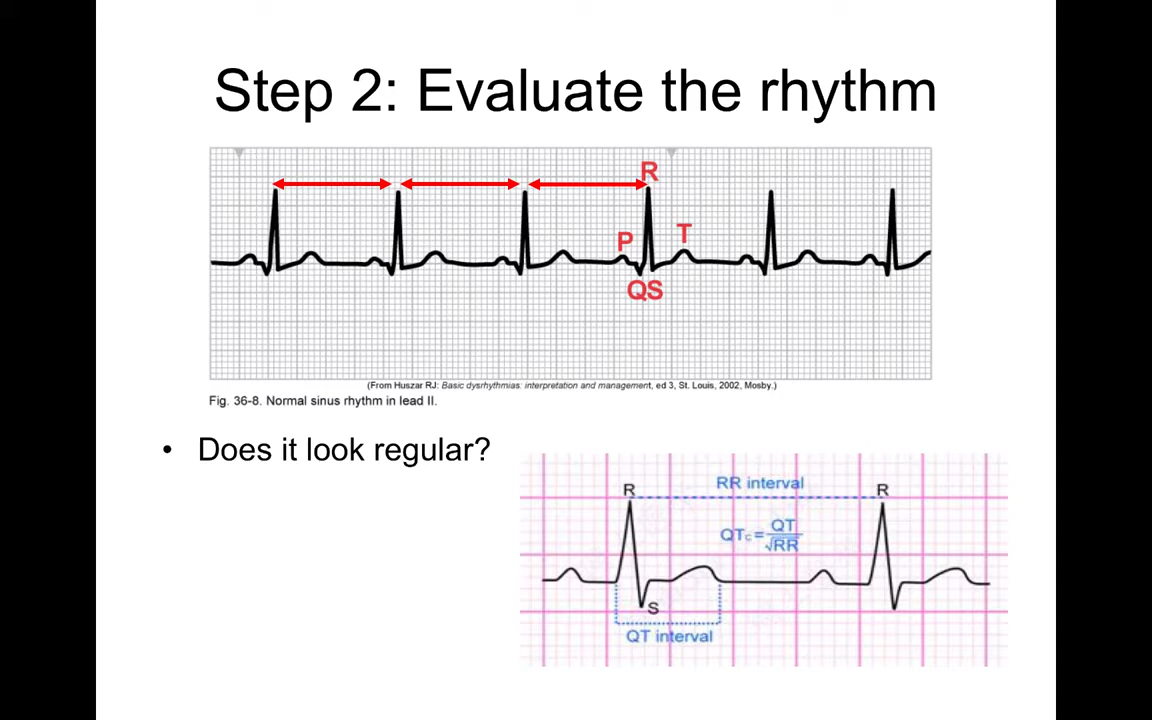 Step 2: Evaluate the rhythm
R
P
T
QS
(From Huszar RJ: Basic dysrhythmias: interpretation and management, ed 3, St. Louis, 2002, Mosby.)
Fig. 36-8. Normal sinus rhythm in lead II.
• Does it look regular?
R RR interval R
QTc = QT
√RR
S
QT interval